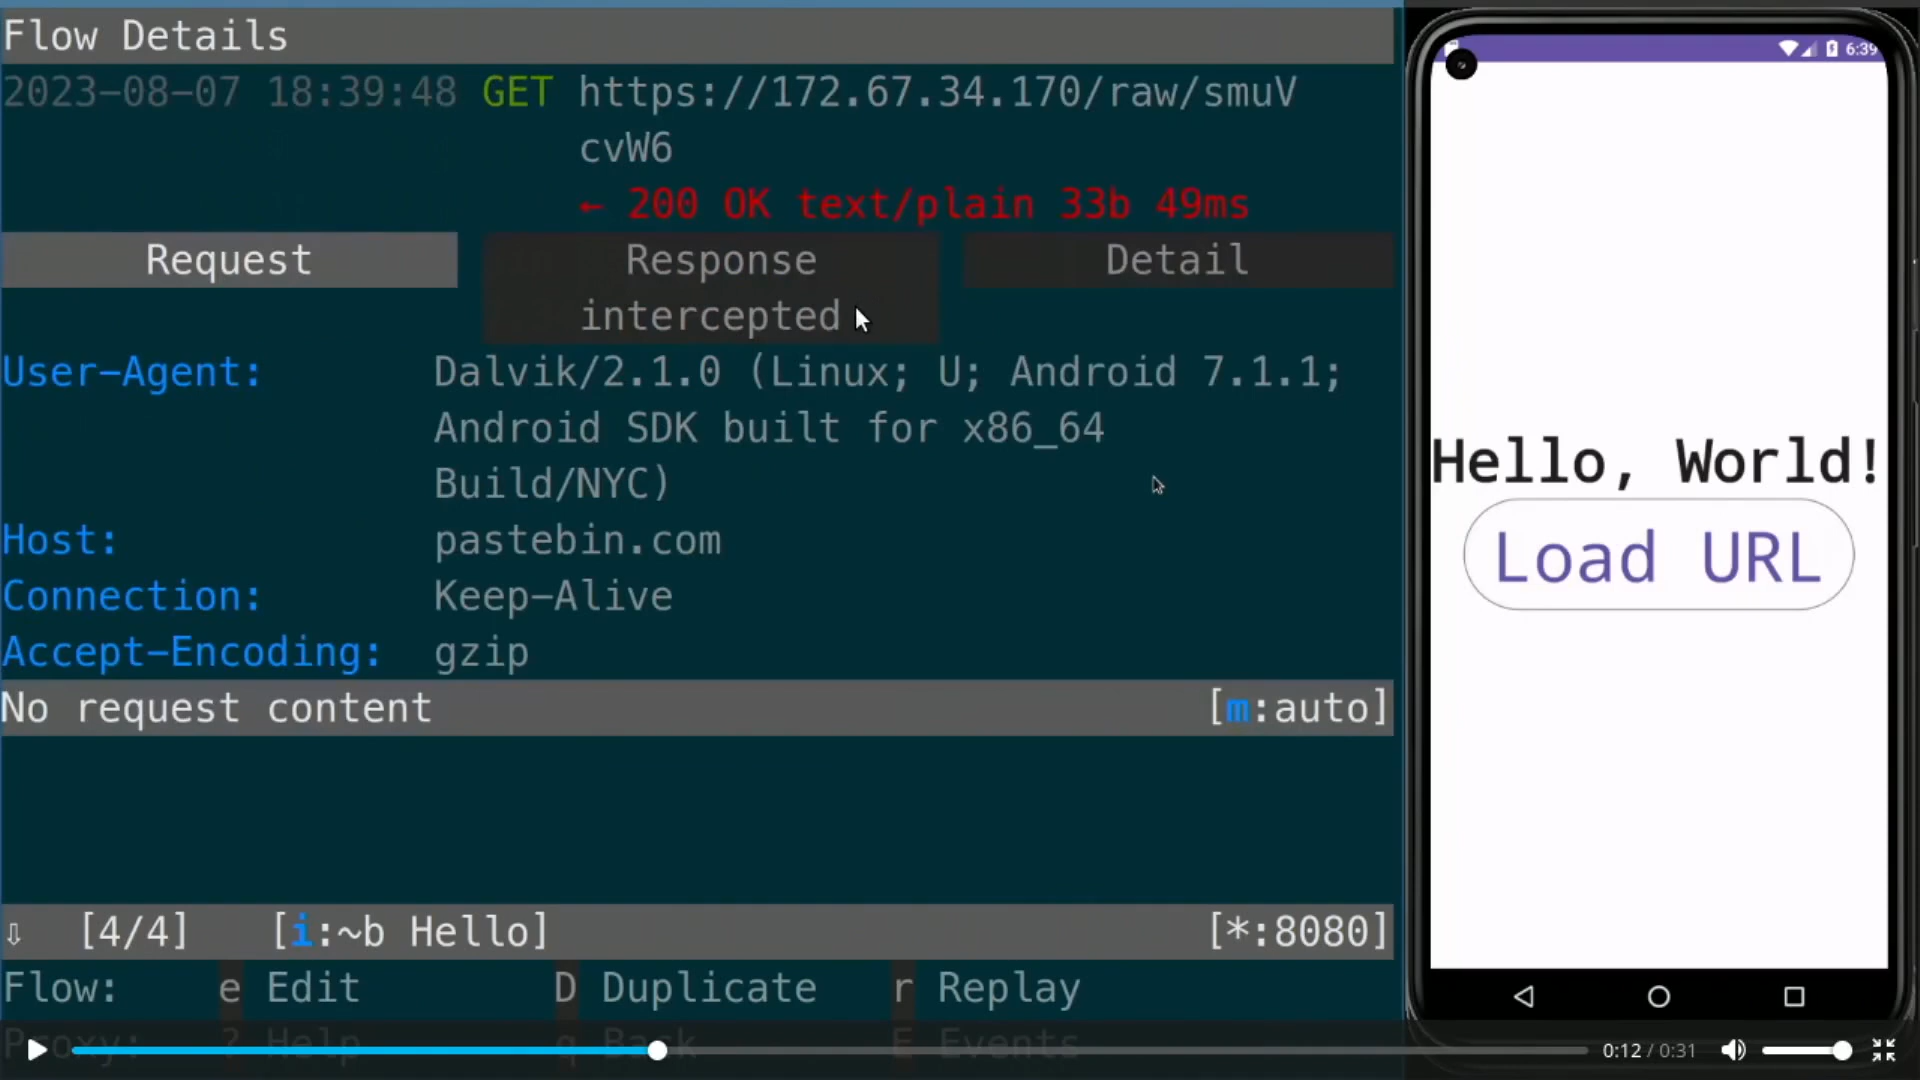 Flow Details
2023-08-07 18:39:48 GET https://172.67.34.170/raw/smuV
cvW6
← 200 OK text/plain 33b 49ms
Request
Response
intercepted
Detail
User-Agent: Dalvik/2.1.0 (Linux; U; Android 7.1.1;
Android SDK built for x86_64
Build/NYC)
Host: pastebin.com
Connection: Keep-Alive
Accept-Encoding: gzip
No request content [m:auto]
⇩ [4/4] [i:~b Hello] [*:8080]
Flow: e Edit D Duplicate r Replay
Proxy: ? Help q Back E Events
0:12 / 0:31
6:39
Hello, World!
Load URL